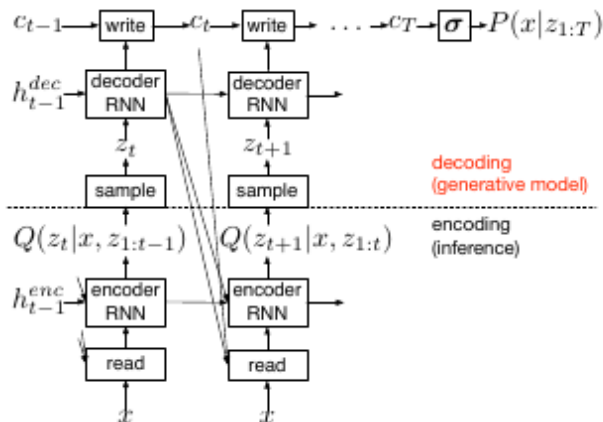 c_{t-1} write c_t write . . . c_T σ P(x|z_{1:T})
h_{t-1}^{dec} decoder RNN decoder RNN
z_t z_{t+1}
decoding
(generative model)
sample sample
encoding
(inference)
Q(z_t|x, z_{1:t-1}) Q(z_{t+1}|x, z_{1:t})
h_{t-1}^{enc} encoder RNN encoder RNN
read read
x x